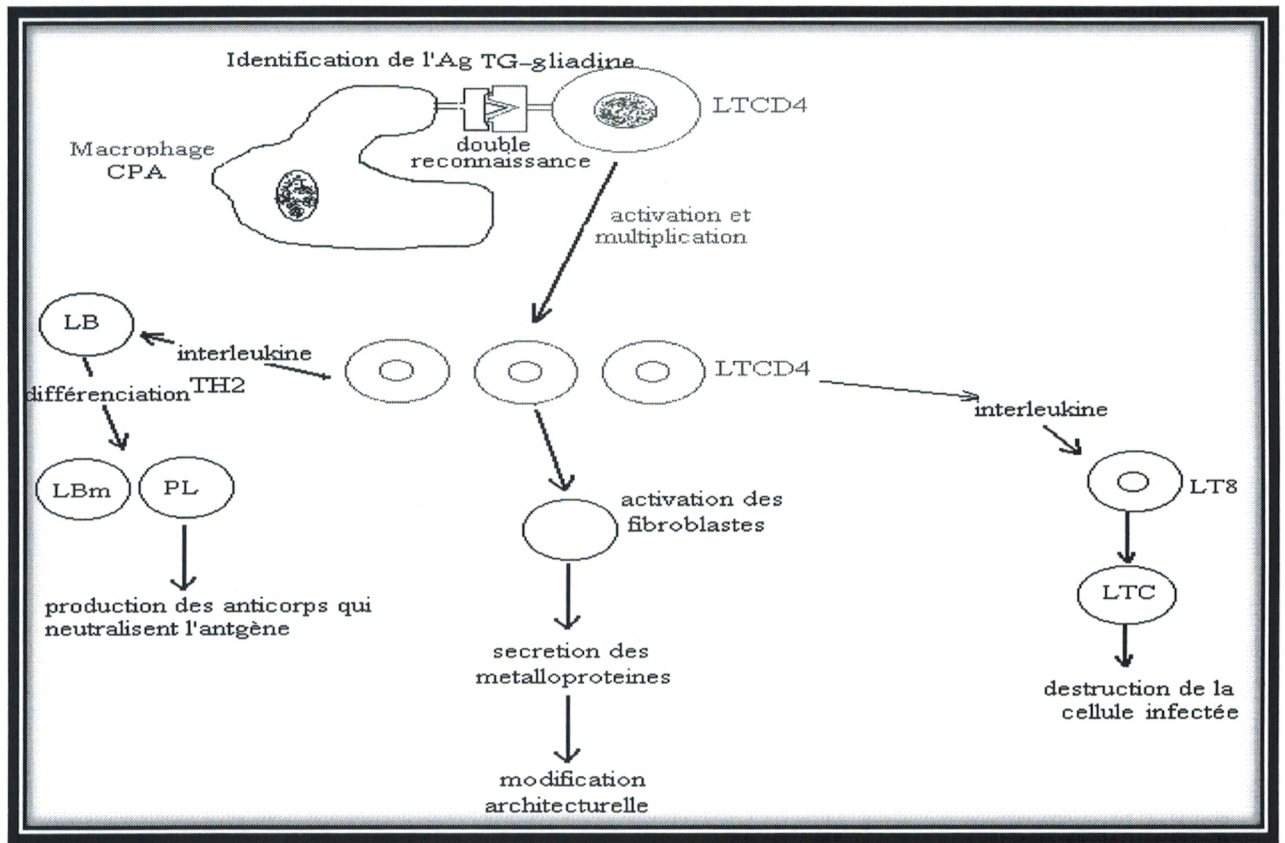 Identification de l'Ag TG-gliadine
LTCD4
Macrophage
CPA
double
reconnaissance
activation et
multiplication
LB
interleukine
TH2
différenciation
LTCD4
interleukine
LBm
PL
activation des
fibroblastes
LT8
LTC
production des anticorps qui
neutralisent l'antgène
secretion des
metalloproteines
destruction de la
cellule infectée
modification
architecturelle